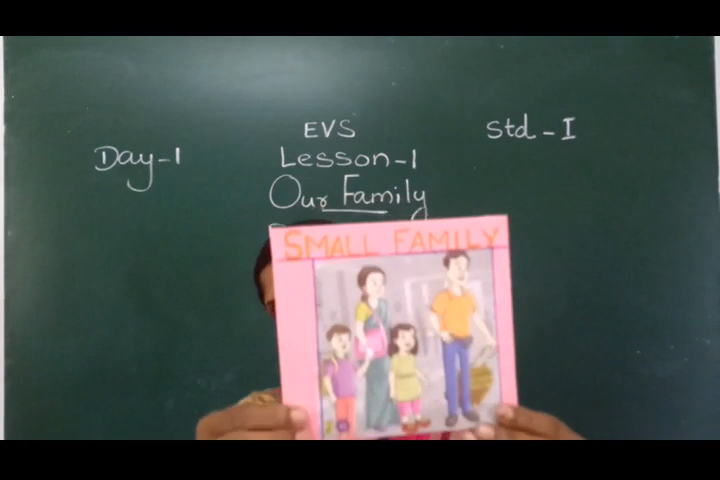 EVS
Std - I
Day-1
Lesson-1
Our Family
SMALL FAMILY